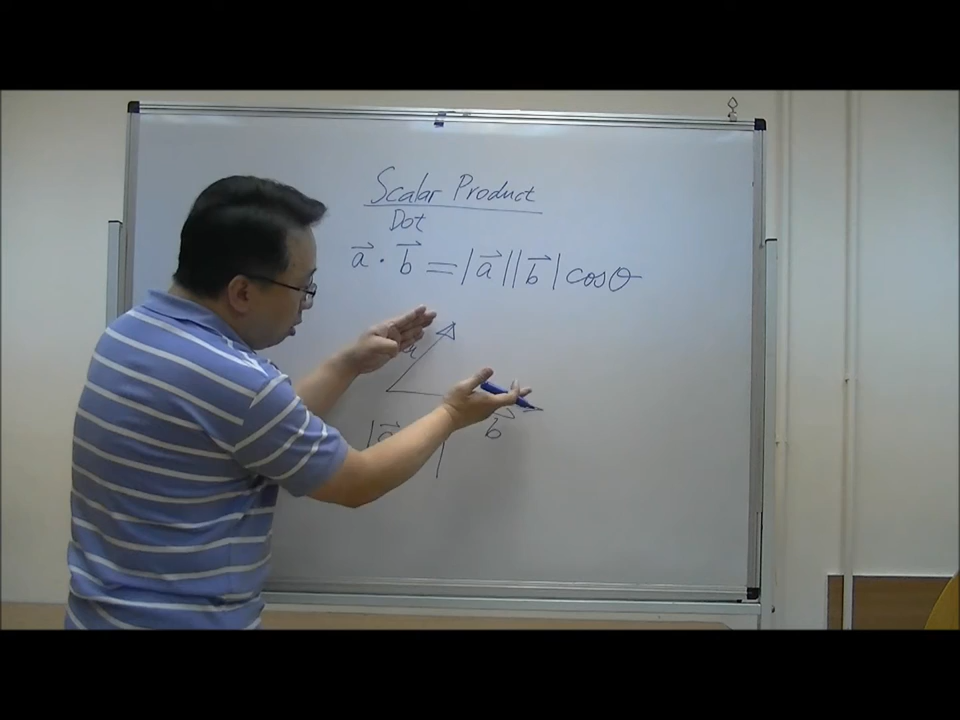 Scalar Product
Dot
a⃗ · b⃗ = |a⃗||b⃗| cosθ
a
b⃗
|a⃗
|